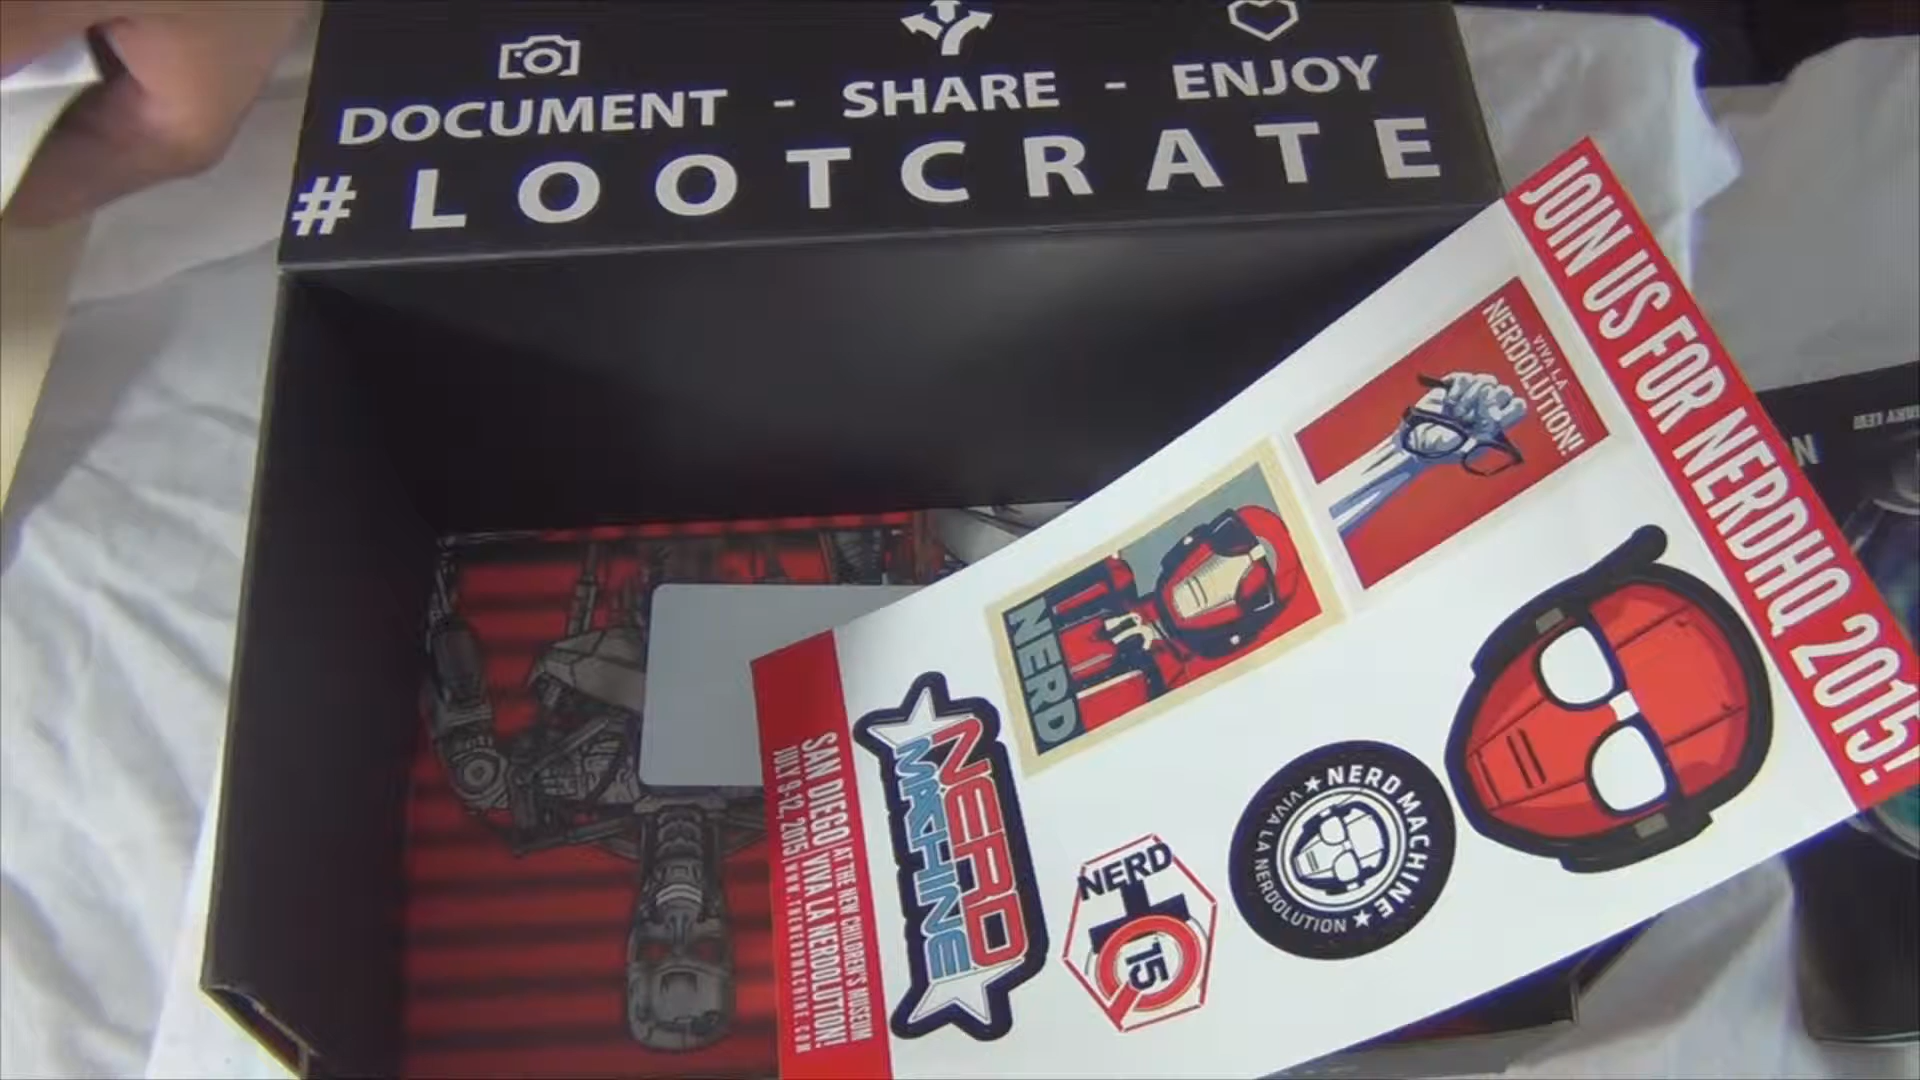 DOCUMENT - SHARE - ENJOY
#LOOTCRATE
JOIN US FOR NERDHQ 2015!
VIVA LA
NERDOLUTION!
NERD
NERD
MACHINE
NERD
15
NERD MACHINE
VIVA LA NERDOLUTION
SAN DIEGO AT THE NEW CHILDREN'S MUSEUM
VIVA LA NERDOLUTION!
JULY 9-12, 2015 WWW.THENERDMACHINE.COM